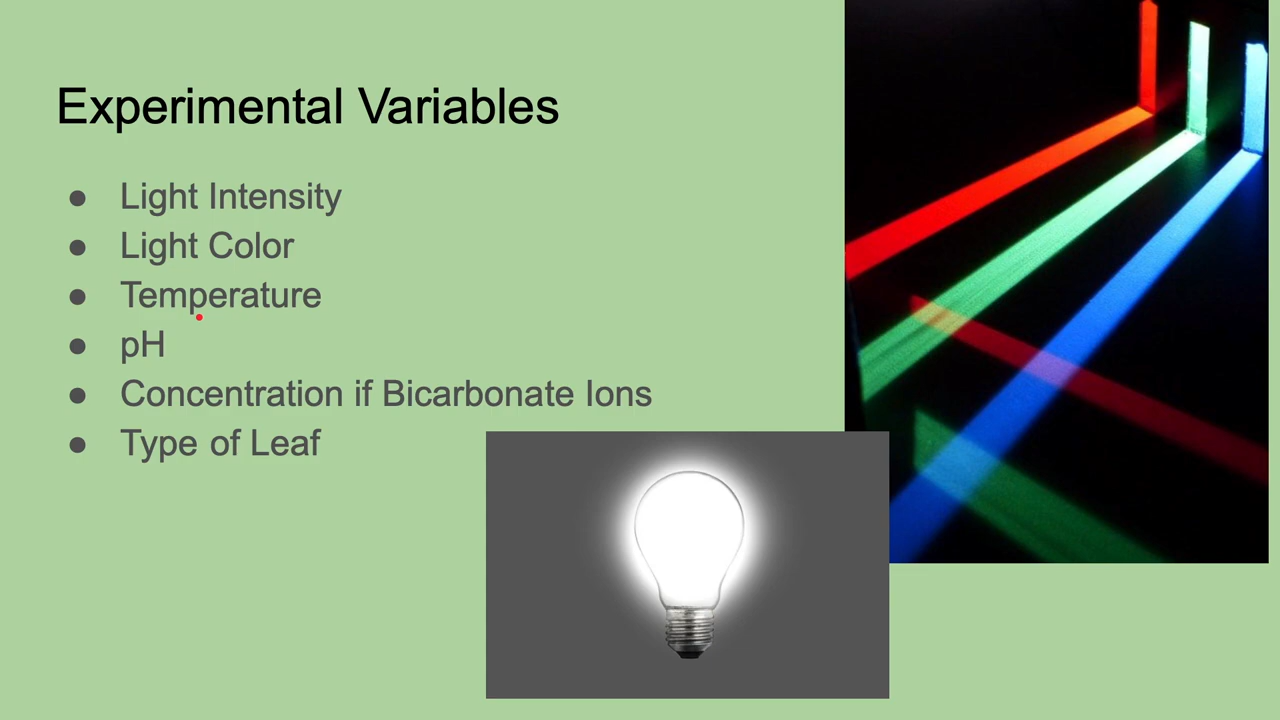 Experimental Variables
● Light Intensity
● Light Color
● Temperature
● pH
● Concentration if Bicarbonate Ions
● Type of Leaf